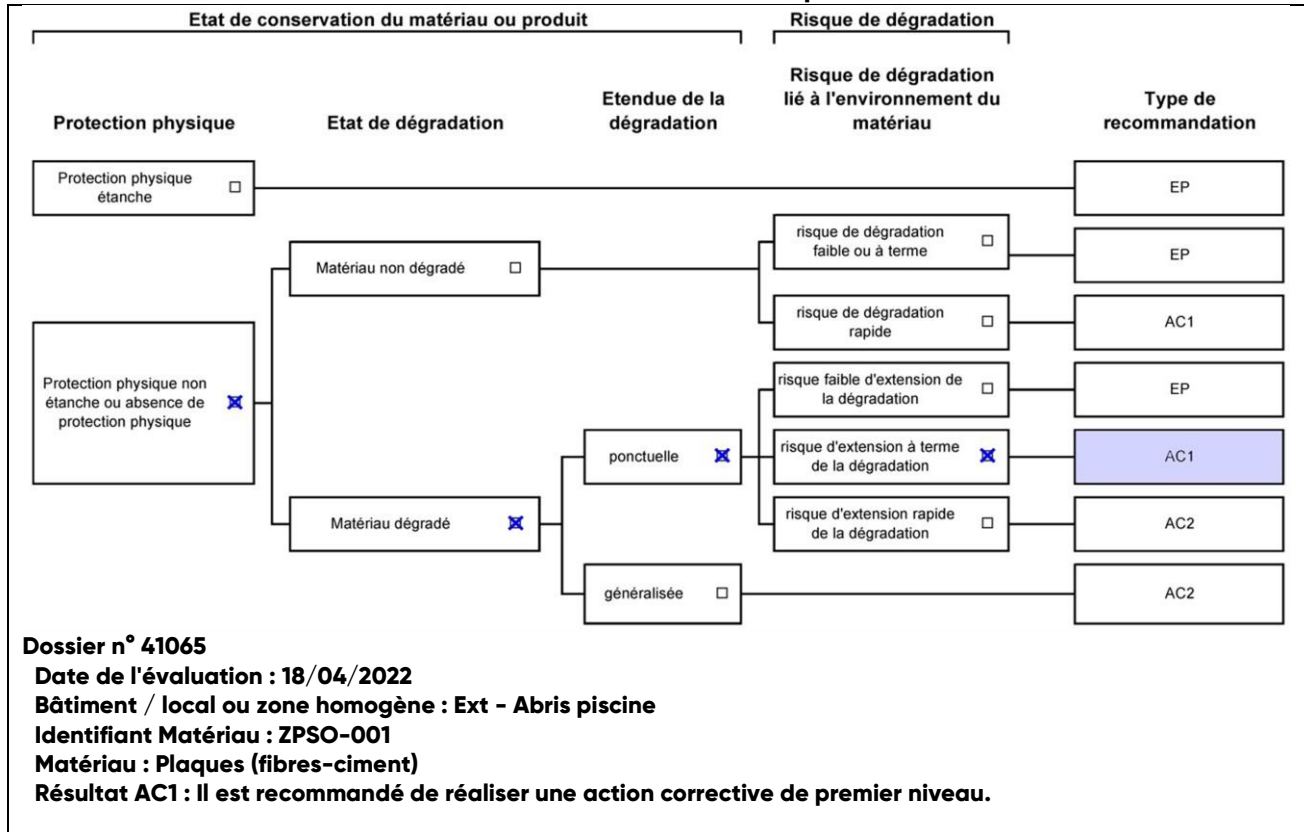 Etat de conservation du matériau ou produit
Risque de dégradation
Protection physique
Etat de dégradation
Etendue de la
dégradation
Risque de dégradation
lié à l'environnement du
matériau
Type de
recommandation
Protection physique
étanche
EP
Matériau non dégradé
risque de dégradation
faible ou à terme
EP
risque de dégradation
rapide
AC1
Protection physique non
étanche ou absence de
protection physique
risque faible d'extension de
la dégradation
EP
ponctuelle
risque d'extension à terme
de la dégradation
AC1
Matériau dégradé
risque d'extension rapide
de la dégradation
AC2
généralisée
AC2
Dossier n° 41065
Date de l'évaluation : 18/04/2022
Bâtiment / local ou zone homogène : Ext - Abris piscine
Identifiant Matériau : ZPSO-001
Matériau : Plaques (fibres-ciment)
Résultat AC1 : Il est recommandé de réaliser une action corrective de premier niveau.